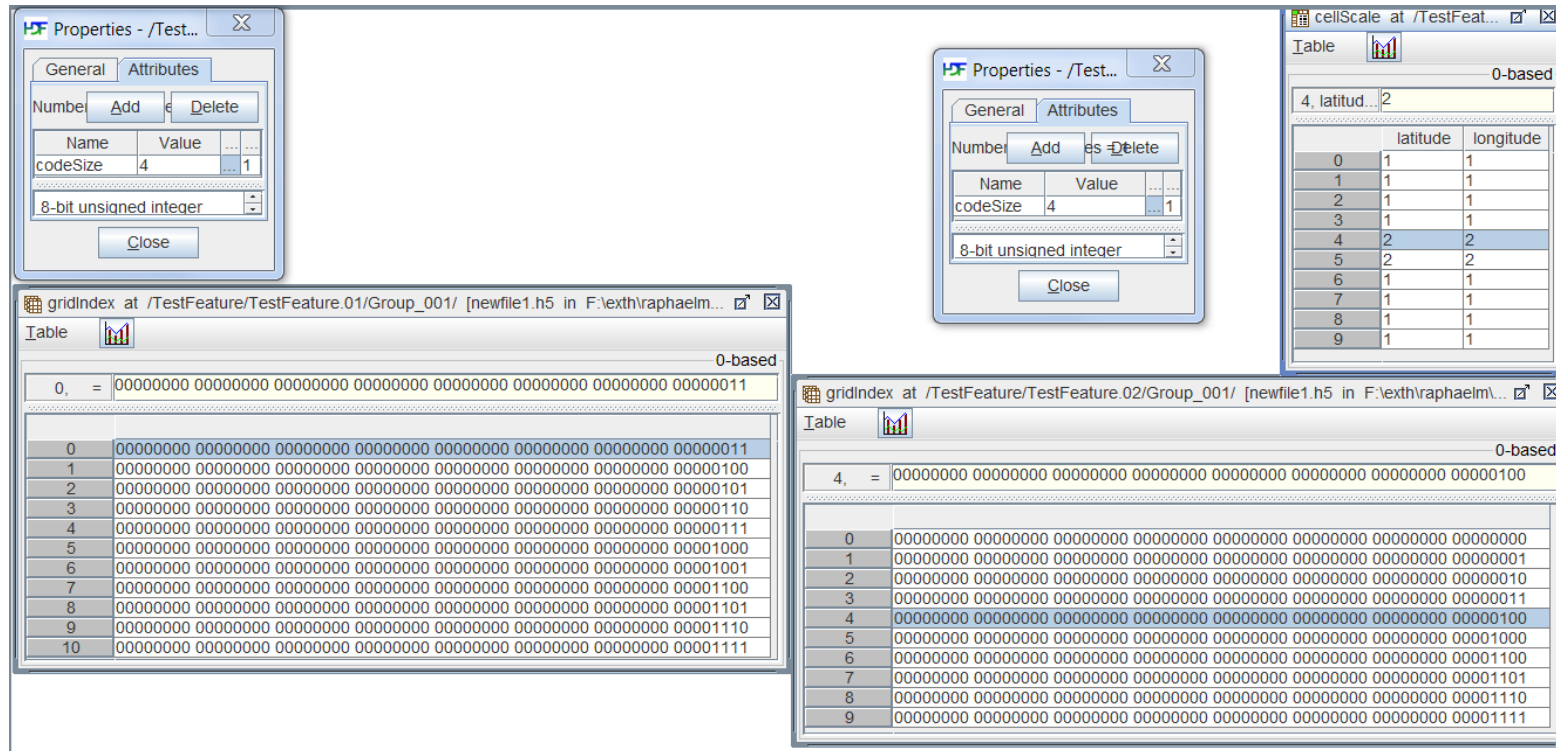 HDF Properties - /Test...
General Attributes
Number Add e Delete
Name Value ... ...
codeSize 4 ... 1
8-bit unsigned integer
Close
HDF Properties - /Test...
General Attributes
Number Add es = Delete
Name Value ... ...
codeSize 4 ... 1
8-bit unsigned integer
Close
cellScale at /TestFeat...
Table
0-based
4, latitud... 2
latitude longitude
0 1 1
1 1 1
2 1 1
3 1 1
4 2 2
5 2 2
6 1 1
7 1 1
8 1 1
9 1 1
gridIndex at /TestFeature/TestFeature.01/Group_001/ [newfile1.h5 in F:\exth\raphaelm...
Table
0-based
0, = 00000000 00000000 00000000 00000000 00000000 00000000 00000000 00000011
0 00000000 00000000 00000000 00000000 00000000 00000000 00000000 00000011
1 00000000 00000000 00000000 00000000 00000000 00000000 00000000 00000100
2 00000000 00000000 00000000 00000000 00000000 00000000 00000000 00000101
3 00000000 00000000 00000000 00000000 00000000 00000000 00000000 00000110
4 00000000 00000000 00000000 00000000 00000000 00000000 00000000 00000111
5 00000000 00000000 00000000 00000000 00000000 00000000 00000000 00001000
6 00000000 00000000 00000000 00000000 00000000 00000000 00000000 00001001
7 00000000 00000000 00000000 00000000 00000000 00000000 00000000 00001100
8 00000000 00000000 00000000 00000000 00000000 00000000 00000000 00001101
9 00000000 00000000 00000000 00000000 00000000 00000000 00000000 00001110
10 00000000 00000000 00000000 00000000 00000000 00000000 00000000 00001111
gridIndex at /TestFeature/TestFeature.02/Group_001/ [newfile1.h5 in F:\exth\raphaelm\...
Table
0-based
4, = 00000000 00000000 00000000 00000000 00000000 00000000 00000000 00000100
0 00000000 00000000 00000000 00000000 00000000 00000000 00000000 00000000
1 00000000 00000000 00000000 00000000 00000000 00000000 00000000 00000001
2 00000000 00000000 00000000 00000000 00000000 00000000 00000000 00000010
3 00000000 00000000 00000000 00000000 00000000 00000000 00000000 00000011
4 00000000 00000000 00000000 00000000 00000000 00000000 00000000 00000100
5 00000000 00000000 00000000 00000000 00000000 00000000 00000000 00001000
6 00000000 00000000 00000000 00000000 00000000 00000000 00000000 00001100
7 00000000 00000000 00000000 00000000 00000000 00000000 00000000 00001101
8 00000000 00000000 00000000 00000000 00000000 00000000 00000000 00001110
9 00000000 00000000 00000000 00000000 00000000 00000000 00000000 00001111